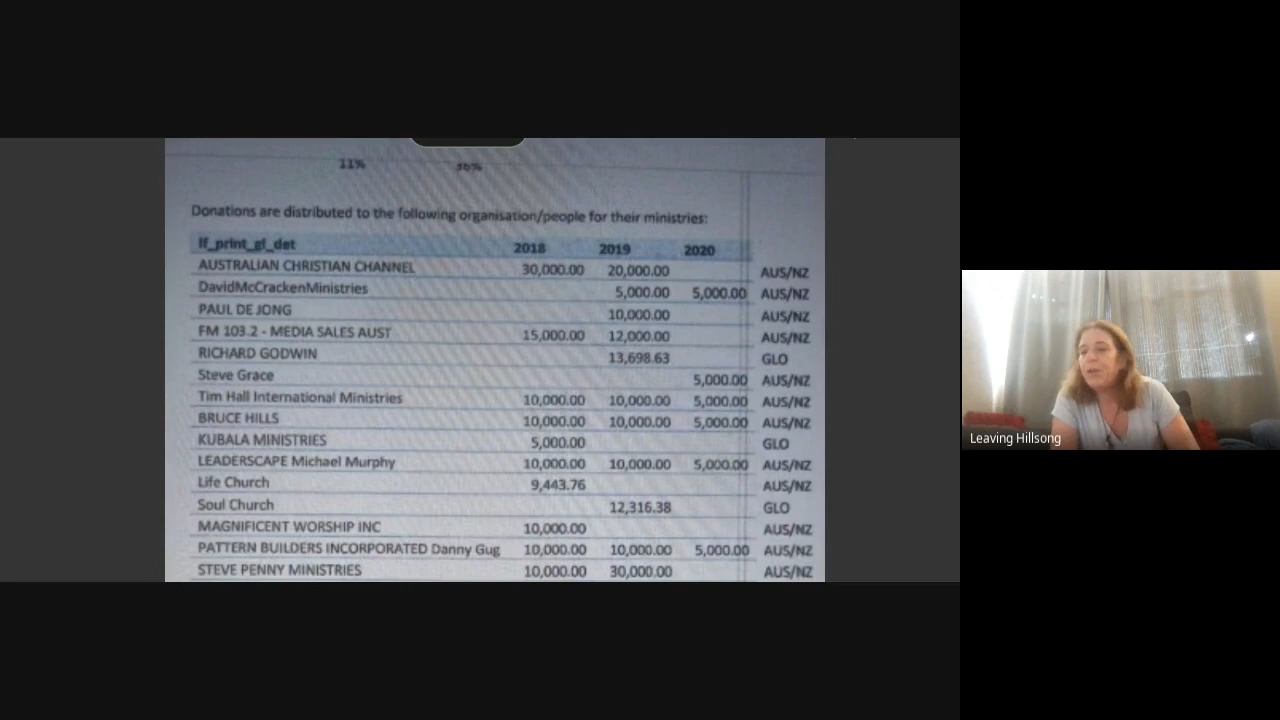 11% 36%
Donations are distributed to the following organisation/people for their ministries:
lf_print_gl_det 2018 2019 2020
AUSTRALIAN CHRISTIAN CHANNEL 30,000.00 20,000.00 AUS/NZ
DavidMcCrackenMinistries 5,000.00 5,000.00 AUS/NZ
PAUL DE JONG 10,000.00 AUS/NZ
FM 103.2 - MEDIA SALES AUST 15,000.00 12,000.00 AUS/NZ
RICHARD GODWIN 13,698.63 GLO
Steve Grace 5,000.00 AUS/NZ
Tim Hall International Ministries 10,000.00 10,000.00 5,000.00 AUS/NZ
BRUCE HILLS 10,000.00 10,000.00 5,000.00 AUS/NZ
KUBALA MINISTRIES 5,000.00 GLO
LEADERSCAPE Michael Murphy 10,000.00 10,000.00 5,000.00 AUS/NZ
Life Church 9,443.76 AUS/NZ
Soul Church 12,316.38 GLO
MAGNIFICENT WORSHIP INC 10,000.00 AUS/NZ
PATTERN BUILDERS INCORPORATED Danny Gug 10,000.00 10,000.00 5,000.00 AUS/NZ
STEVE PENNY MINISTRIES 10,000.00 30,000.00 AUS/NZ
Leaving Hillsong